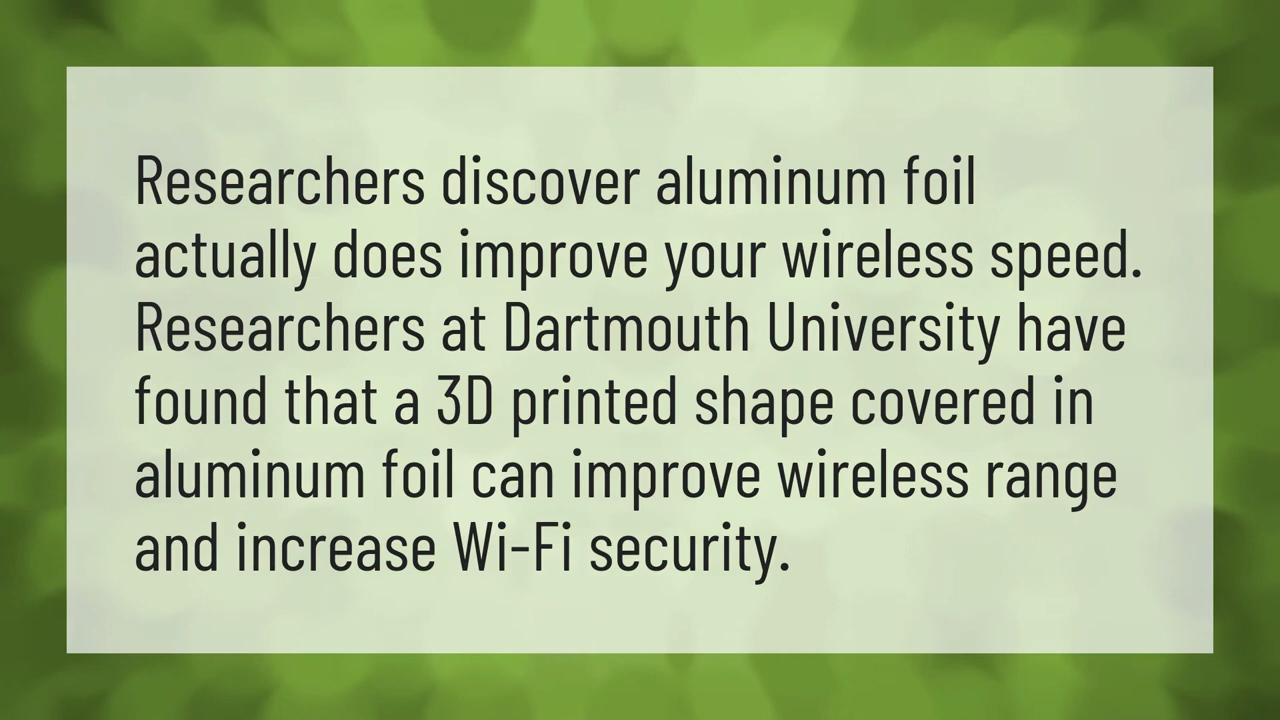 Researchers discover aluminum foil
actually does improve your wireless speed.
Researchers at Dartmouth University have
found that a 3D printed shape covered in
aluminum foil can improve wireless range
and increase Wi-Fi security.